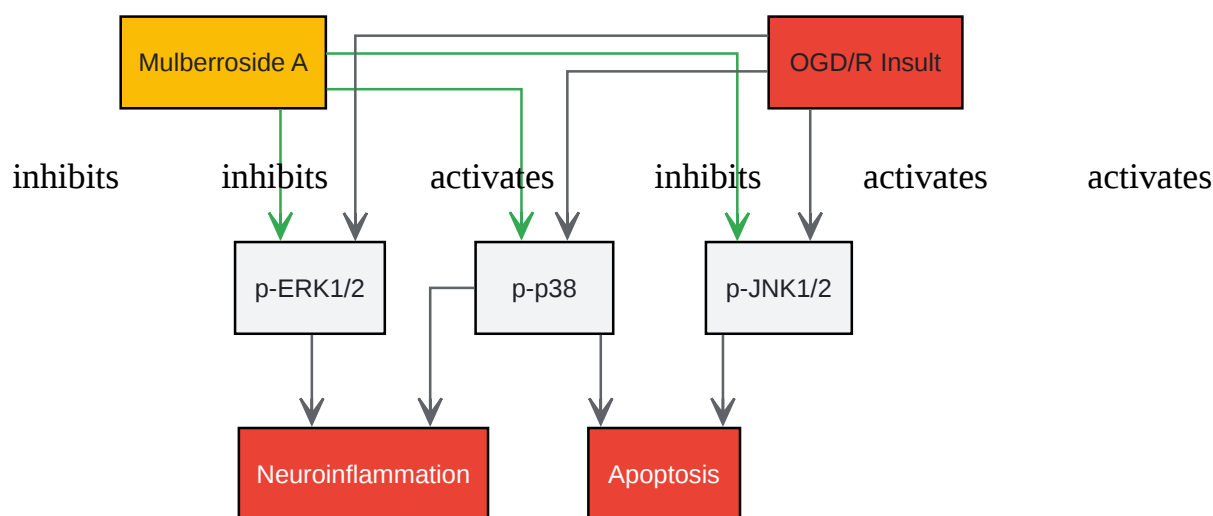 Mulberroside A
OGD/R Insult
inhibits
inhibits
activates
inhibits
activates
activates
p-ERK1/2
p-p38
p-JNK1/2
Neuroinflammation
Apoptosis